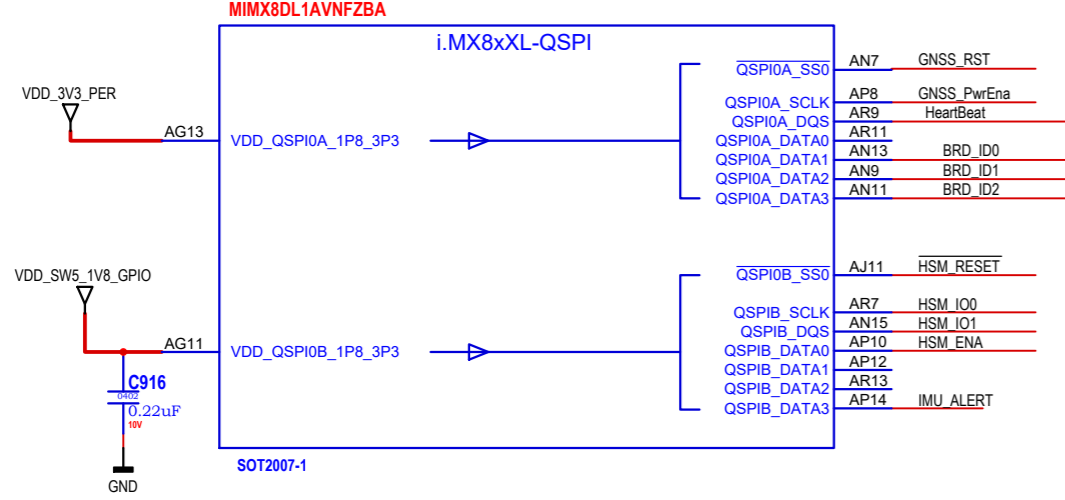 MIMX8DL1AVNFZBA
i.MX8xXL-QSPI
VDD_3V3_PER
AG13
VDD_QSPI0A_1P8_3P3
QSPI0A_SS0 AN7 GNSS_RST
QSPI0A_SCLK AP8 GNSS_PwrEna
QSPI0A_DQS AR9 HeartBeat
QSPI0A_DATA0 AR11
QSPI0A_DATA1 AN13 BRD_ID0
QSPI0A_DATA2 AN9 BRD_ID1
QSPI0A_DATA3 AN11 BRD_ID2
VDD_SW5_1V8_GPIO
AG11
VDD_QSPI0B_1P8_3P3
QSPI0B_SS0 AJ11 HSM_RESET
QSPIB_SCLK AR7 HSM_IO0
QSPIB_DQS AN15 HSM_IO1
QSPIB_DATA0 AP10 HSM_ENA
QSPIB_DATA1 AP12
QSPIB_DATA2 AR13
QSPIB_DATA3 AP14 IMU_ALERT
C916
0402
0.22uF
10V
GND
SOT2007-1